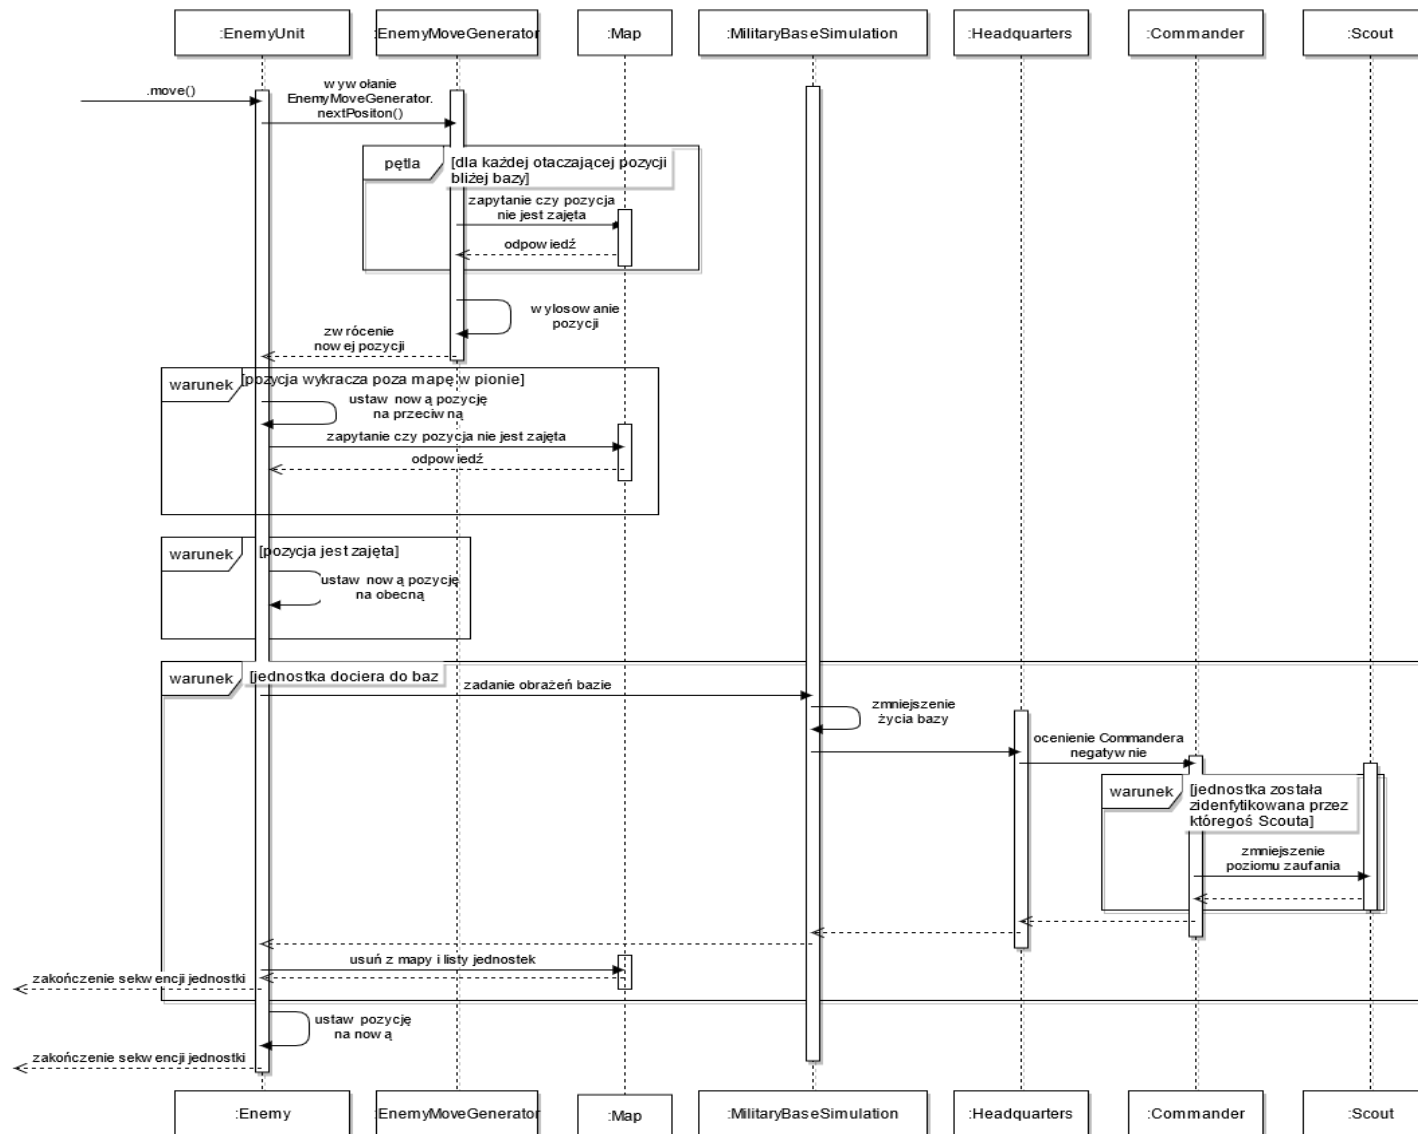 :EnemyUnit
:EnemyMoveGenerator
:Map
:MilitaryBaseSimulation
:Headquarters
:Commander
:Scout
.move()
wywołanie
EnemyMoveGenerator.
nextPositon()
pętla
[dla każdej otaczającej pozycji
bliżej bazy]
zapytanie czy pozycja
nie jest zajęta
odpowiedź
wylosowanie
pozycji
zwrócenie
nowej pozycji
warunek
[pozycja wykracza poza mapę w pionie]
ustaw nową pozycję
na przeciwną
zapytanie czy pozycja nie jest zajęta
odpowiedź
warunek
[pozycja jest zajęta]
ustaw nową pozycję
na obecną
warunek
[jednostka dociera do baz
zadanie obrażeń bazie
zmniejszenie
życia bazy
ocenienie Commandera
negatywnie
warunek
[jednostka została
zidenfytikowana przez
któregoś Scouta]
zmniejszenie
poziomu zaufania
usuń z mapy i listy jednostek
zakończenie sekwencji jednostki
ustaw pozycję
na nową
zakończenie sekwencji jednostki
:Enemy
:EnemyMoveGenerator
:Map
:MilitaryBaseSimulation
:Headquarters
:Commander
:Scout